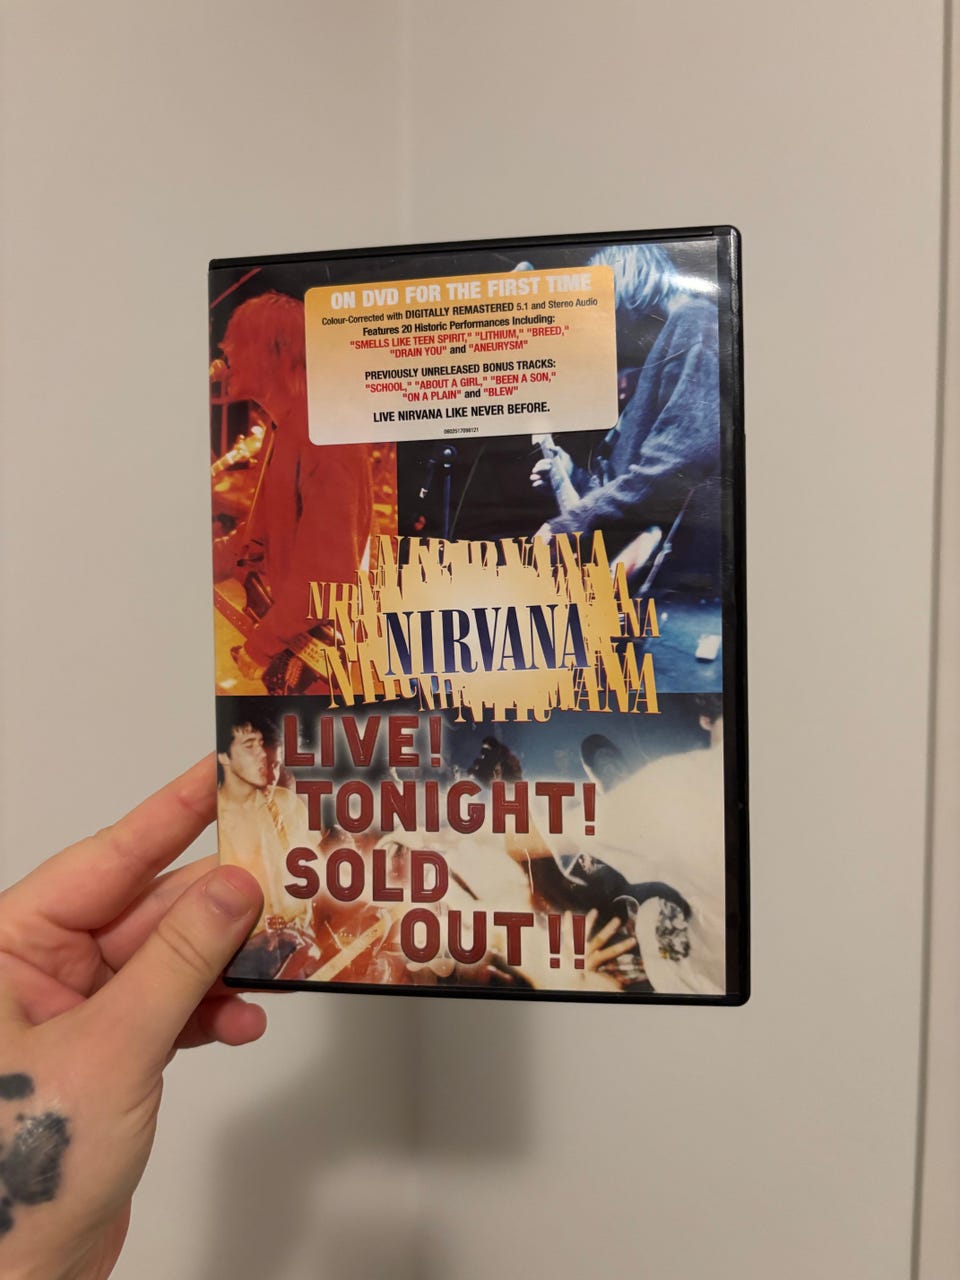 ON DVD FOR THE FIRST TIME
Colour-Corrected with DIGITALLY REMASTERED 5.1 and Stereo Audio
Features 20 Historic Performances Including:
"SMELLS LIKE TEEN SPIRIT," "LITHIUM," "BREED,"
"DRAIN YOU" and "ANEURYSM"
PREVIOUSLY UNRELEASED BONUS TRACKS:
"SCHOOL," "ABOUT A GIRL," "BEEN A SON,"
"ON A PLAIN" and "BLEW"
LIVE NIRVANA LIKE NEVER BEFORE.
NIRVANA
LIVE!
TONIGHT!
SOLD
OUT!!